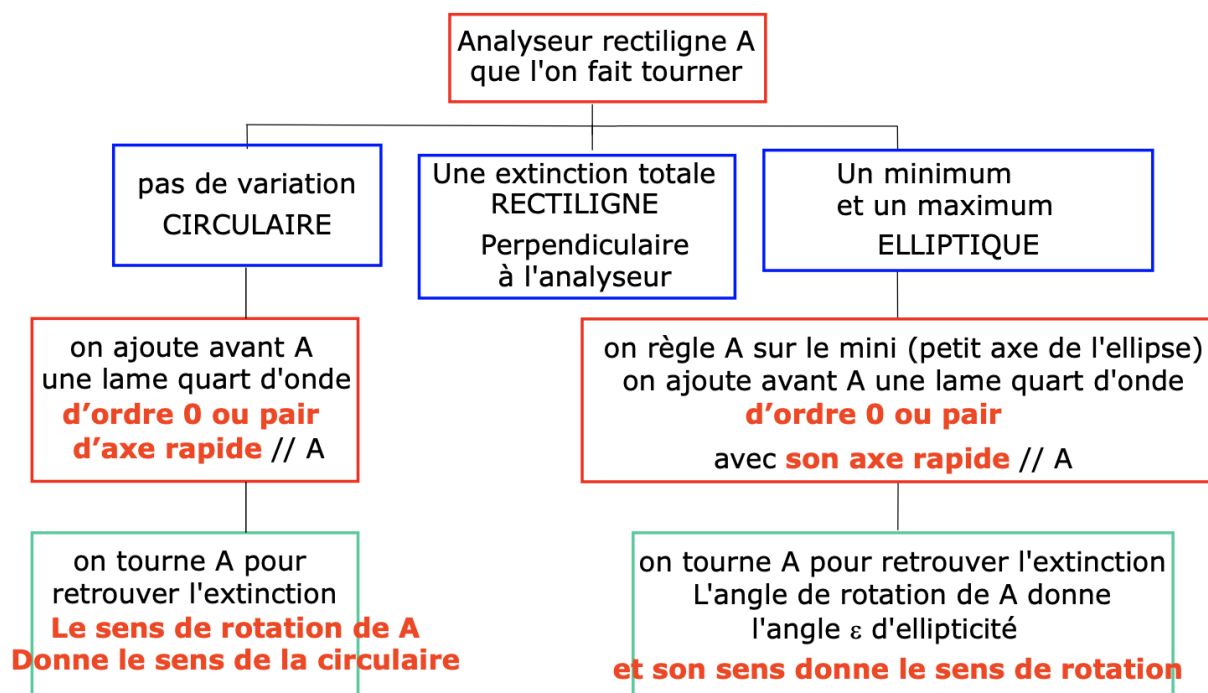 Analyseur rectiligne A
que l'on fait tourner
pas de variation
CIRCULAIRE
Une extinction totale
RECTILIGNE
Perpendiculaire
à l'analyseur
Un minimum
et un maximum
ELLIPTIQUE
on ajoute avant A
une lame quart d'onde
d’ordre 0 ou pair
d’axe rapide // A
on règle A sur le mini (petit axe de l'ellipse)
on ajoute avant A une lame quart d'onde
d’ordre 0 ou pair
avec son axe rapide // A
on tourne A pour
retrouver l'extinction
Le sens de rotation de A
Donne le sens de la circulaire
on tourne A pour retrouver l'extinction
L'angle de rotation de A donne
l'angle ε d'ellipticité
et son sens donne le sens de rotation